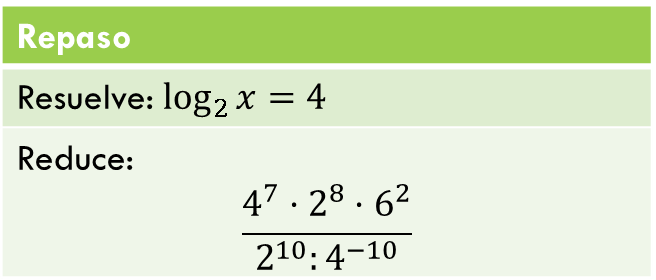 Repaso
Resuelve: log₂ x = 4
Reduce:
4⁷ · 2⁸ · 6²
2¹⁰: 4⁻¹⁰